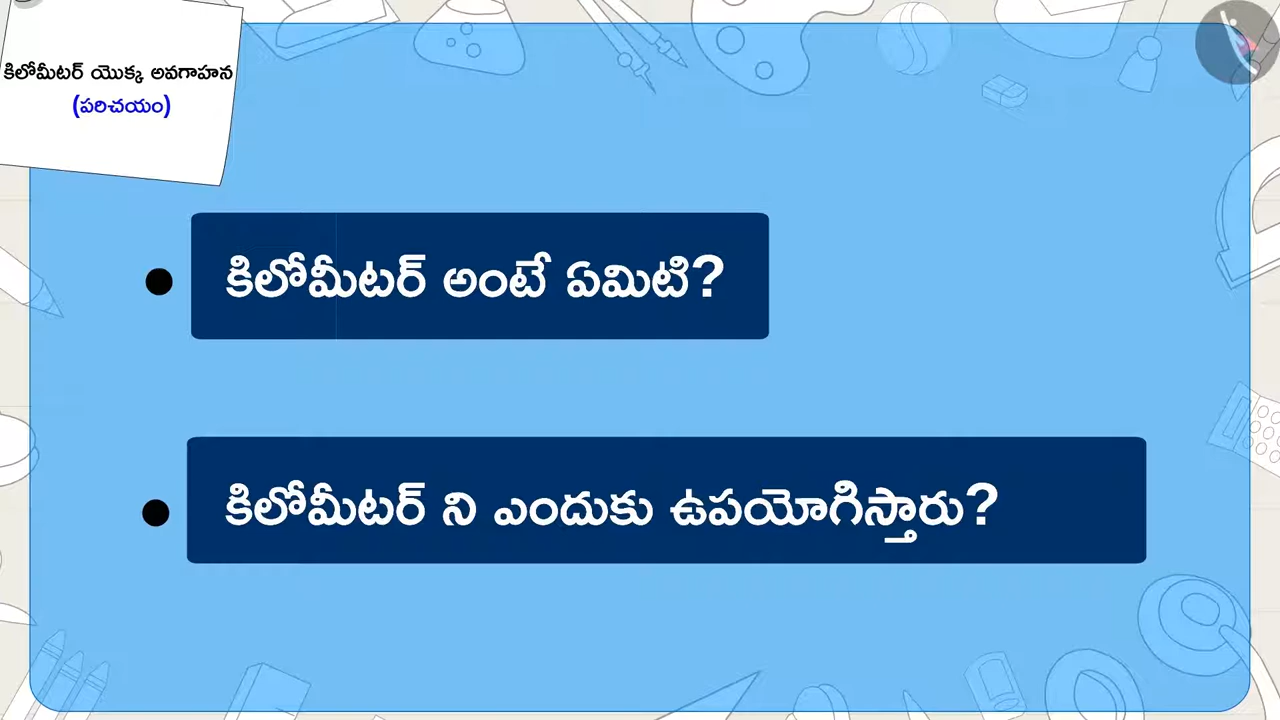 కిలోమీటర్ యొక్క అవగాహన
(పరిచయం)
కిలోమీటర్ అంటే ఏమిటి?
కిలోమీటర్ ని ఎందుకు ఉపయోగిస్తారు?